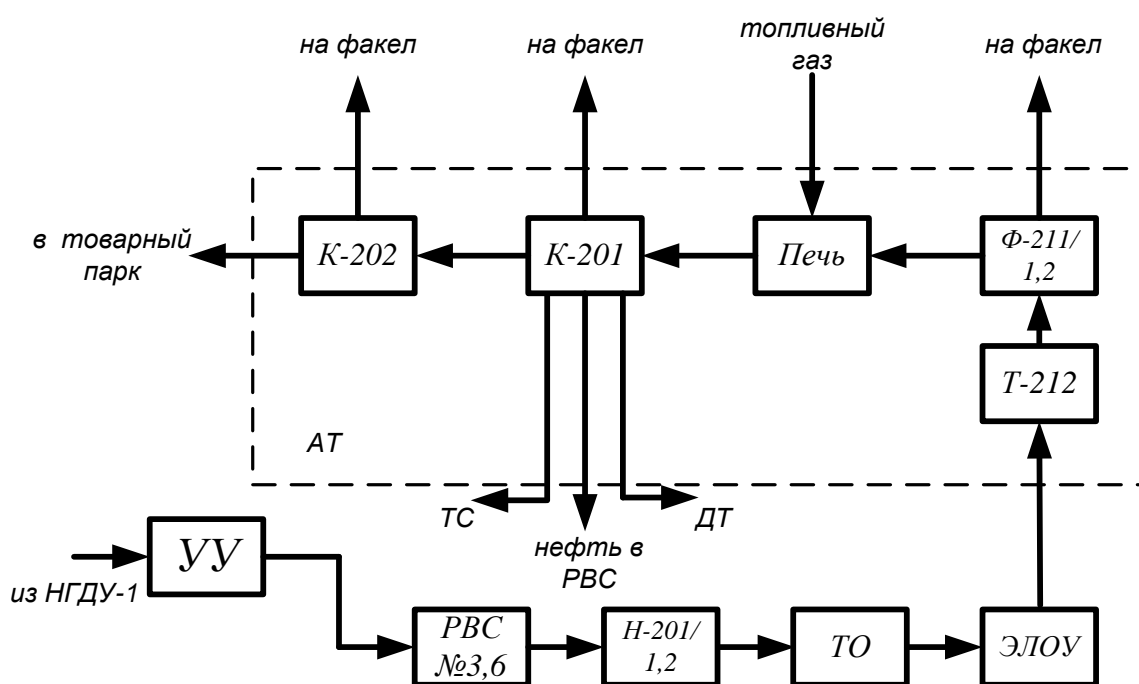 на факел
на факел
топливный
газ
на факел
в товарный
парк
К-202
К-201
Печь
Ф-211/
1,2
Т-212
АТ
ТС
ДТ
нефть в
РВС
из НГДУ-1
УУ
РВС
№3,6
Н-201/
1,2
ТО
ЭЛОУ